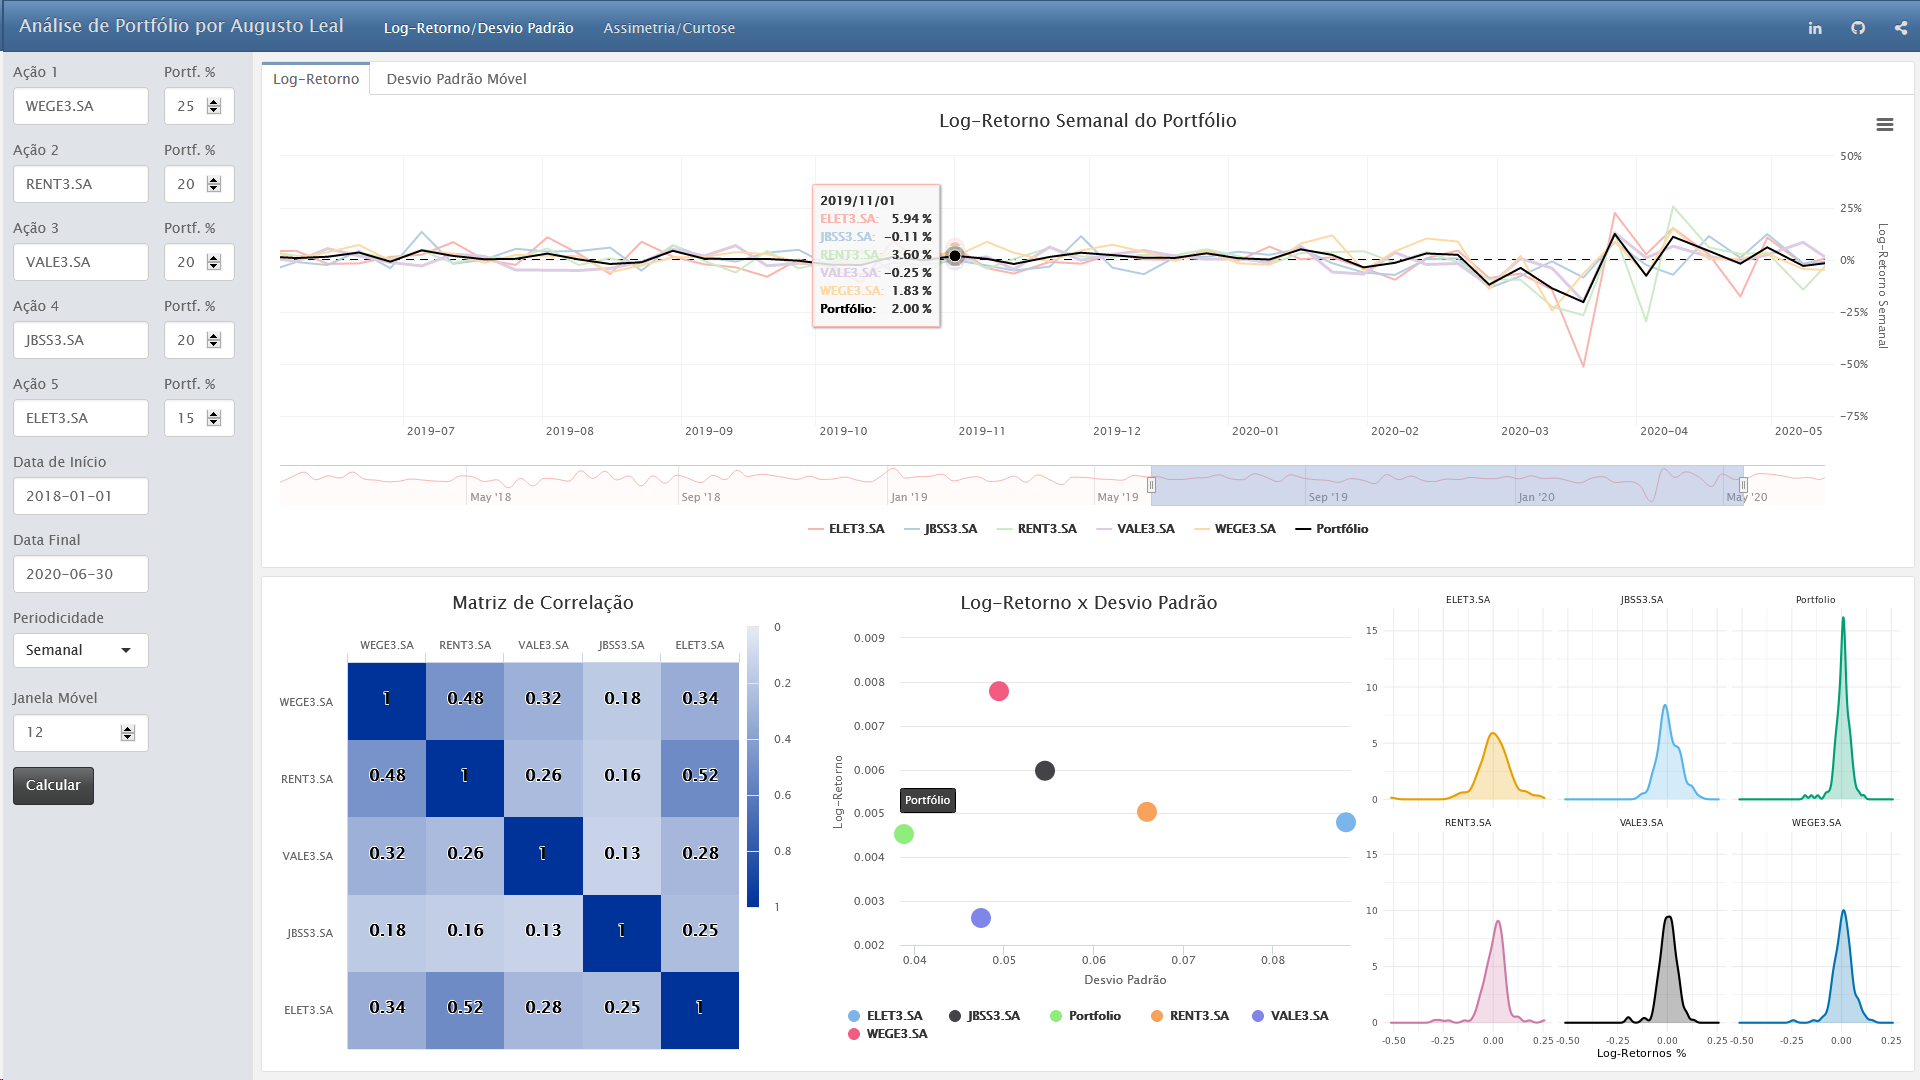 Análise de Portfólio por Augusto Leal
Log-Retorno/Desvio Padrão
Assimetria/Curtose
Ação 1
Portf. %
WEGE3.SA
25
Ação 2
Portf. %
RENT3.SA
20
Ação 3
Portf. %
VALE3.SA
20
Ação 4
Portf. %
JBSS3.SA
20
Ação 5
Portf. %
ELET3.SA
15
Data de Início
2018-01-01
Data Final
2020-06-30
Periodicidade
Semanal
Janela Móvel
12
Calcular
Log-Retorno
Desvio Padrão Móvel
Log-Retorno Semanal do Portfólio
50%
25%
0%
-25%
-50%
-75%
Log-Retorno Semanal
2019/11/01
ELET3.SA: 5.94 %
JBSS3.SA: -0.11 %
RENT3.SA: 3.60 %
VALE3.SA: -0.25 %
WEGE3.SA: 1.83 %
Portfólio: 2.00 %
2019-07 2019-08 2019-09 2019-10 2019-11 2019-12 2020-01 2020-02 2020-03 2020-04 2020-05
May '18 Sep '18 Jan '19 May '19 Sep '19 Jan '20 May '20
ELET3.SA JBSS3.SA RENT3.SA VALE3.SA WEGE3.SA Portfólio
Matriz de Correlação
WEGE3.SA RENT3.SA VALE3.SA JBSS3.SA ELET3.SA
WEGE3.SA 1 0.48 0.32 0.18 0.34
RENT3.SA 0.48 1 0.26 0.16 0.52
VALE3.SA 0.32 0.26 1 0.13 0.28
JBSS3.SA 0.18 0.16 0.13 1 0.25
ELET3.SA 0.34 0.52 0.28 0.25 1
0
0.2
0.4
0.6
0.8
1
Log-Retorno x Desvio Padrão
0.009
0.008
0.007
0.006
0.005
0.004
0.003
0.002
Log-Retorno
Portfólio
0.04 0.05 0.06 0.07 0.08
Desvio Padrão
ELET3.SA JBSS3.SA Portfolio RENT3.SA VALE3.SA
WEGE3.SA
ELET3.SA JBSS3.SA Portfolio
15
10
5
0
RENT3.SA VALE3.SA WEGE3.SA
15
10
5
0
-0.50 -0.25 0.00 0.25 -0.50 -0.25 0.00 0.25 -0.50 -0.25 0.00 0.25
Log-Retornos %